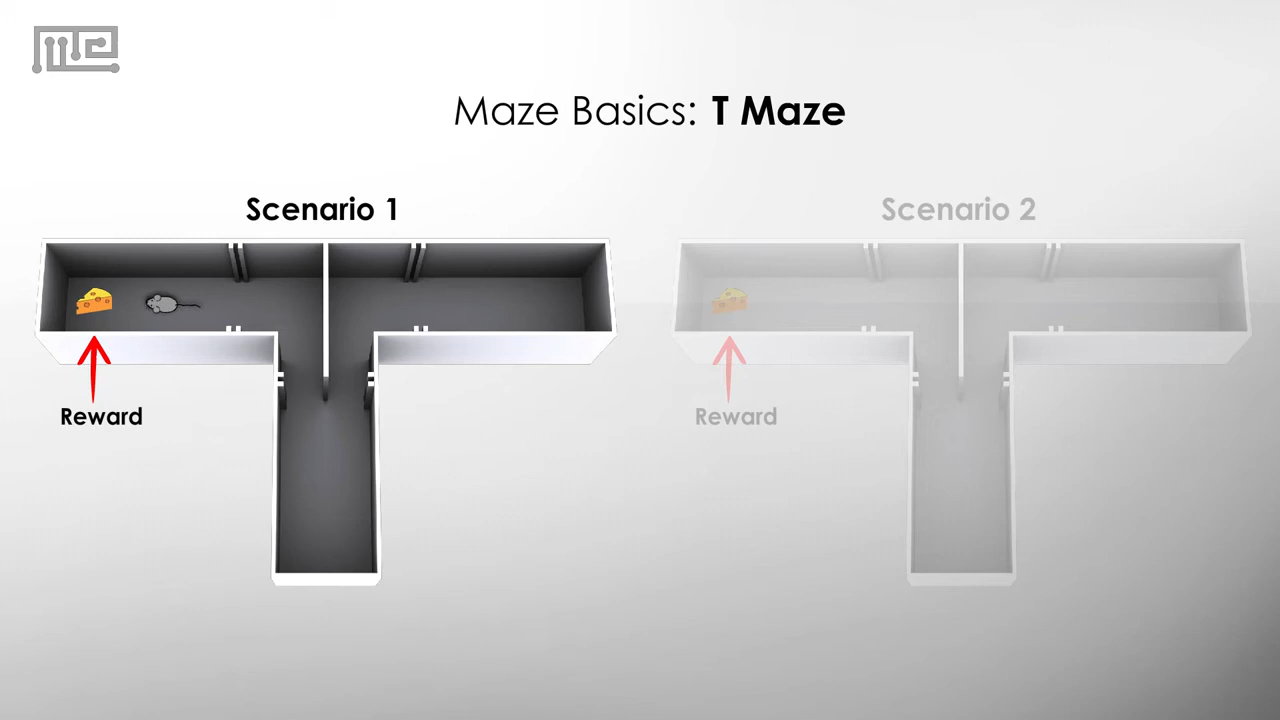 Maze Basics: T Maze
Scenario 1
Scenario 2
Reward
Reward